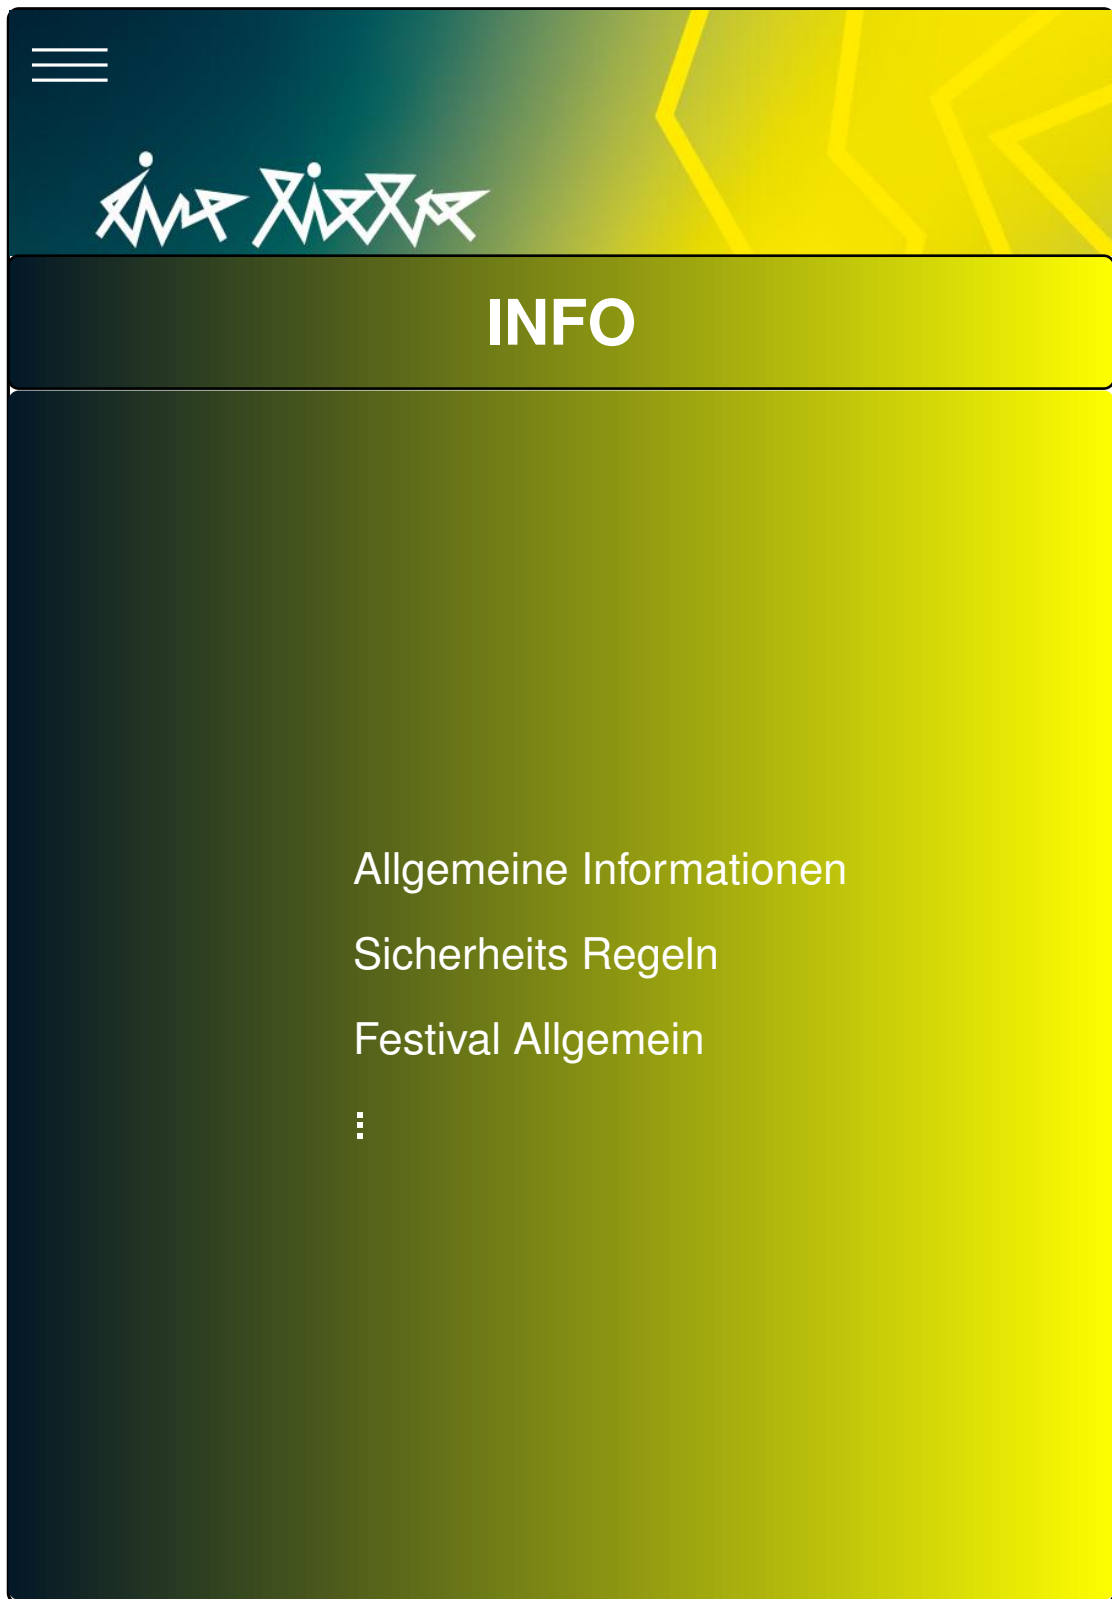 INFO
Allgemeine Informationen
Sicherheits Regeln
Festival Allgemein